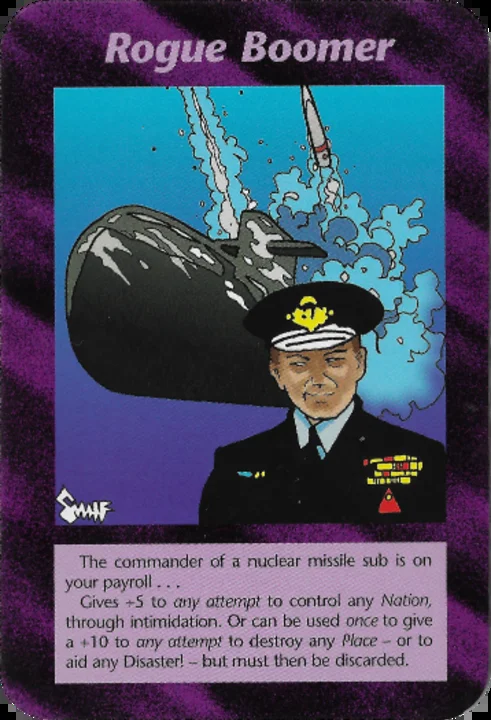 Rogue Boomer
The commander of a nuclear missile sub is on
your payroll . . .
Gives +5 to any attempt to control any Nation,
through intimidation. Or can be used once to give
a +10 to any attempt to destroy any Place – or to
aid any Disaster! – but must then be discarded.